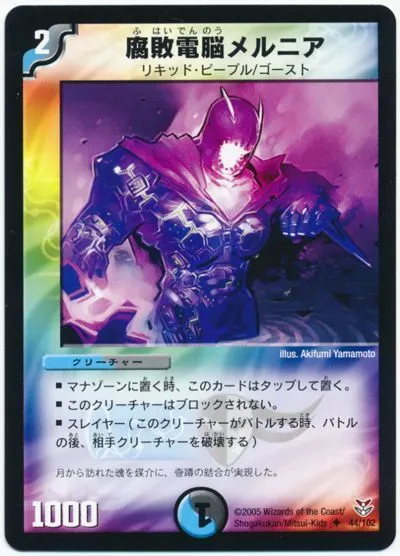 2
ふはいでんのう
腐敗電脳メルニア
リキッド・ピープル/ゴースト
illus. Akifumi Yamamoto
クリーチャー
■ マナゾーンに置く時、このカードはタップして置く。
■ このクリーチャーはブロックされない。
■ スレイヤー(このクリーチャーがバトルする時、バトル
の後、相手クリーチャーを破壊する)
月から訪れた魂を媒介に、奇蹟の結合が実現した。
1000
1
©2005 Wizards of the Coast/
Shogakukan/Mitsui-Kids ♦ 44/102